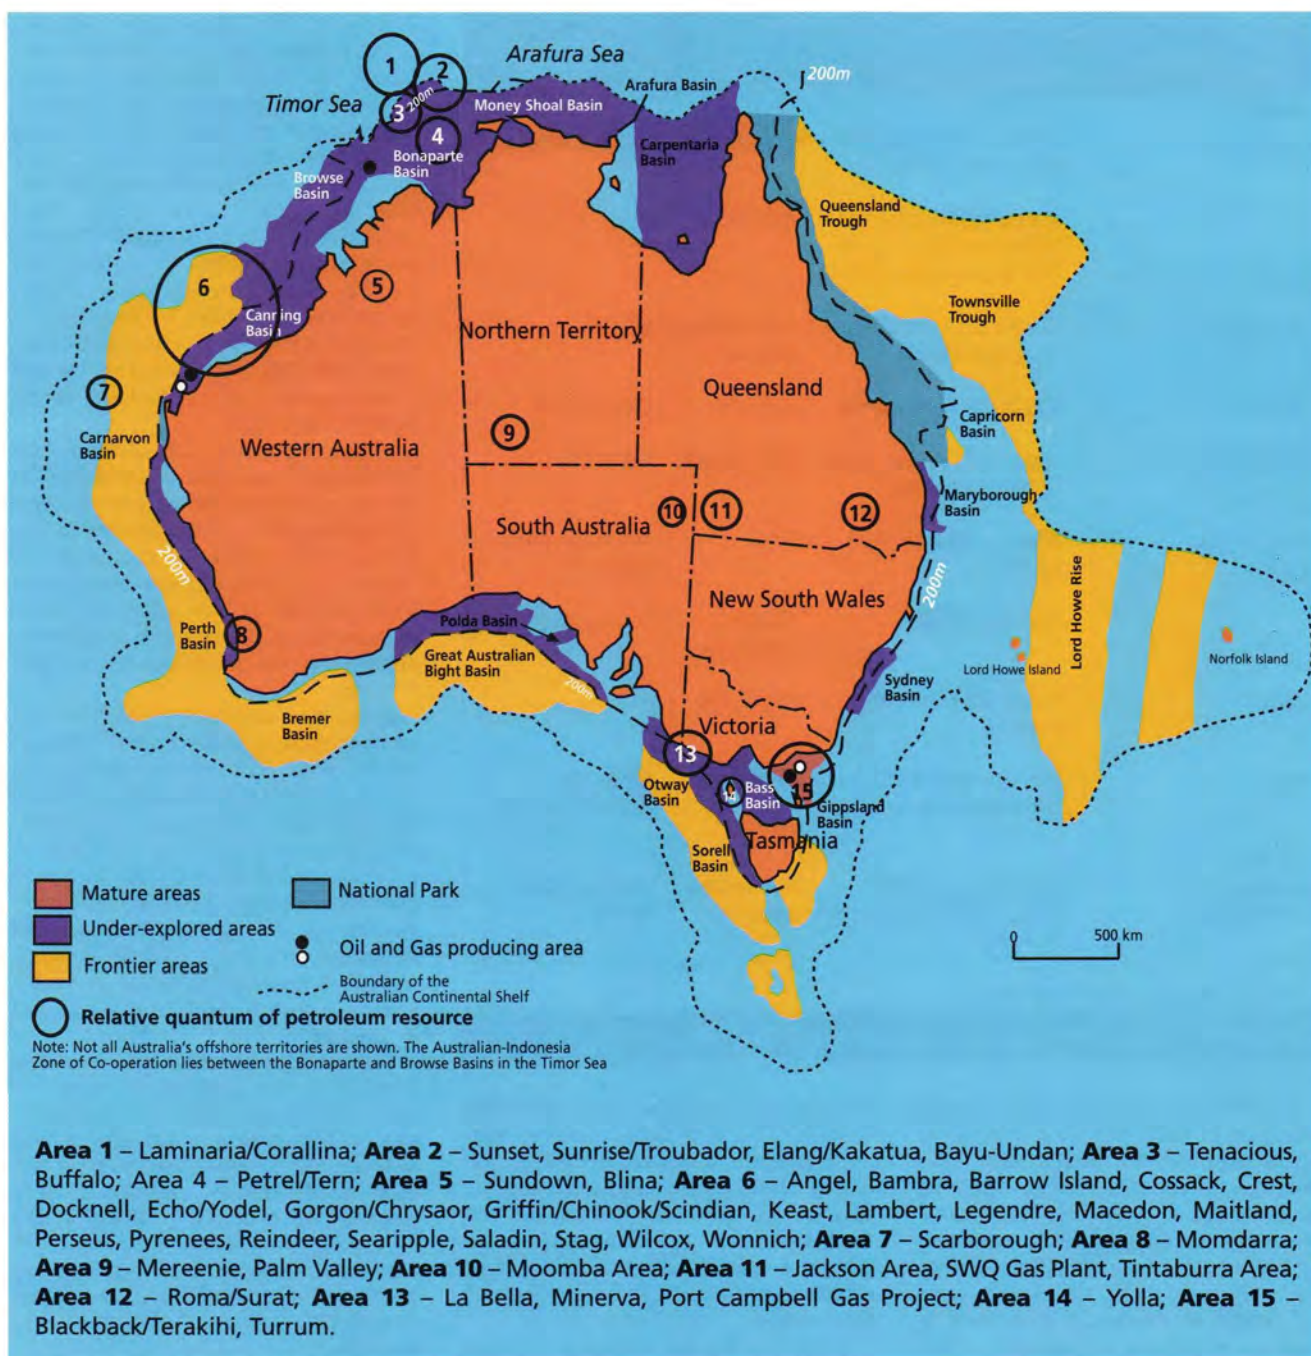 Arafura Sea
200m
1
2
Arafura Basin
Timor Sea
200m
Money Shoal Basin
3
4
Carpentaria
Basin
Bonaparte
Basin
Browse
Basin
Queensland
Trough
6
5
Townsville
Trough
Canning
Basin
Northern Territory
Queensland
7
Capricorn
Basin
Carnarvon
Basin
Western Australia
9
Maryborough
Basin
10
11
12
South Australia
200m
200m
New South Wales
Lord Howe Rise
Perth
Basin
8
Polda Basin
Great Australian
Bight Basin
200m
Lord Howe Island
Norfolk Island
Sydney
Basin
Bremer
Basin
Victoria
13
Otway
Basin
14
Bass
Basin
15
Gippsland
Basin
Tasmania
Sorell
Basin
Mature areas
National Park
Under-explored areas
Oil and Gas producing area
Frontier areas
Boundary of the
Australian Continental Shelf
0
500 km
Relative quantum of petroleum resource
Note: Not all Australia's offshore territories are shown. The Australian-Indonesia
Zone of Co-operation lies between the Bonaparte and Browse Basins in the Timor Sea
Area 1 – Laminaria/Corallina; Area 2 – Sunset, Sunrise/Troubador, Elang/Kakatua, Bayu-Undan; Area 3 – Tenacious,
Buffalo; Area 4 – Petrel/Tern; Area 5 – Sundown, Blina; Area 6 – Angel, Bambra, Barrow Island, Cossack, Crest,
Docknell, Echo/Yodel, Gorgon/Chrysaor, Griffin/Chinook/Scindian, Keast, Lambert, Legendre, Macedon, Maitland,
Perseus, Pyrenees, Reindeer, Searipple, Saladin, Stag, Wilcox, Wonnich; Area 7 – Scarborough; Area 8 – Momdarra;
Area 9 – Mereenie, Palm Valley; Area 10 – Moomba Area; Area 11 – Jackson Area, SWQ Gas Plant, Tintaburra Area;
Area 12 – Roma/Surat; Area 13 – La Bella, Minerva, Port Campbell Gas Project; Area 14 – Yolla; Area 15 –
Blackback/Terakihi, Turrum.